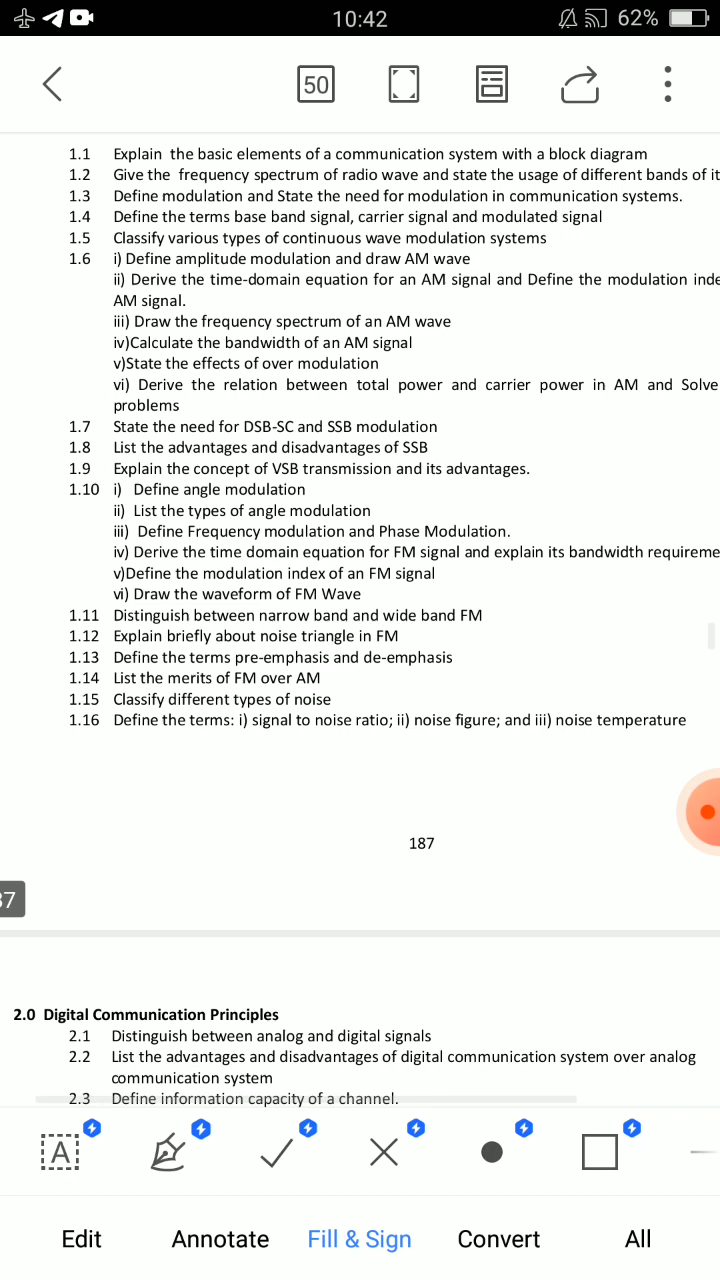 10:42
62%
50
1.1 Explain the basic elements of a communication system with a block diagram
1.2 Give the frequency spectrum of radio wave and state the usage of different bands of it
1.3 Define modulation and State the need for modulation in communication systems.
1.4 Define the terms base band signal, carrier signal and modulated signal
1.5 Classify various types of continuous wave modulation systems
1.6 i) Define amplitude modulation and draw AM wave
ii) Derive the time-domain equation for an AM signal and Define the modulation inde
AM signal.
iii) Draw the frequency spectrum of an AM wave
iv)Calculate the bandwidth of an AM signal
v)State the effects of over modulation
vi) Derive the relation between total power and carrier power in AM and Solve
problems
1.7 State the need for DSB-SC and SSB modulation
1.8 List the advantages and disadvantages of SSB
1.9 Explain the concept of VSB transmission and its advantages.
1.10 i) Define angle modulation
ii) List the types of angle modulation
iii) Define Frequency modulation and Phase Modulation.
iv) Derive the time domain equation for FM signal and explain its bandwidth requireme
v)Define the modulation index of an FM signal
vi) Draw the waveform of FM Wave
1.11 Distinguish between narrow band and wide band FM
1.12 Explain briefly about noise triangle in FM
1.13 Define the terms pre-emphasis and de-emphasis
1.14 List the merits of FM over AM
1.15 Classify different types of noise
1.16 Define the terms: i) signal to noise ratio; ii) noise figure; and iii) noise temperature
187
37
2.0 Digital Communication Principles
2.1 Distinguish between analog and digital signals
2.2 List the advantages and disadvantages of digital communication system over analog
communication system
2.3 Define information capacity of a channel.
A
Edit Annotate Fill & Sign Convert All